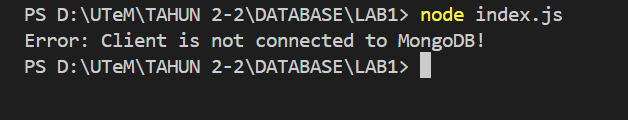 PS D:\UTeM\TAHUN 2-2\DATABASE\LAB1> node index.js
Error: Client is not connected to MongoDB!
PS D:\UTeM\TAHUN 2-2\DATABASE\LAB1>